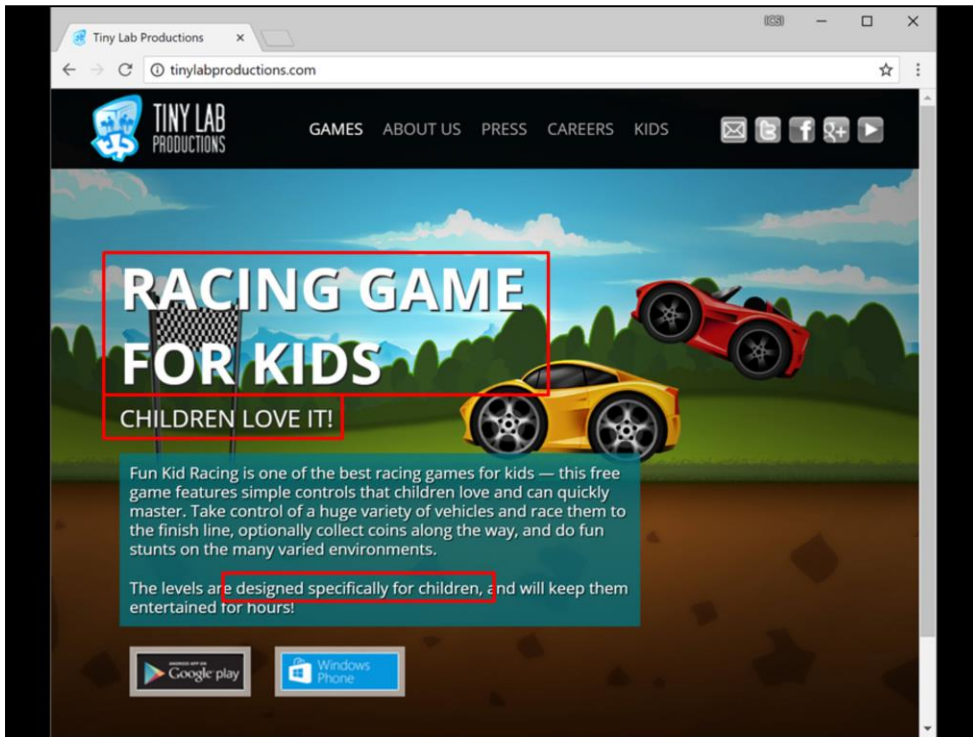 Tiny Lab Productions
tinylabproductions.com
TINY LAB
PRODUCTIONS
GAMES ABOUT US PRESS CAREERS KIDS
RACING GAME
FOR KIDS
CHILDREN LOVE IT!
Fun Kid Racing is one of the best racing games for kids — this free
game features simple controls that children love and can quickly
master. Take control of a huge variety of vehicles and race them to
the finish line, optionally collect coins along the way, and do fun
stunts on the many varied environments.
The levels are designed specifically for children, and will keep them
entertained for hours!
ANDROID APP ON
Google play
Windows
Phone